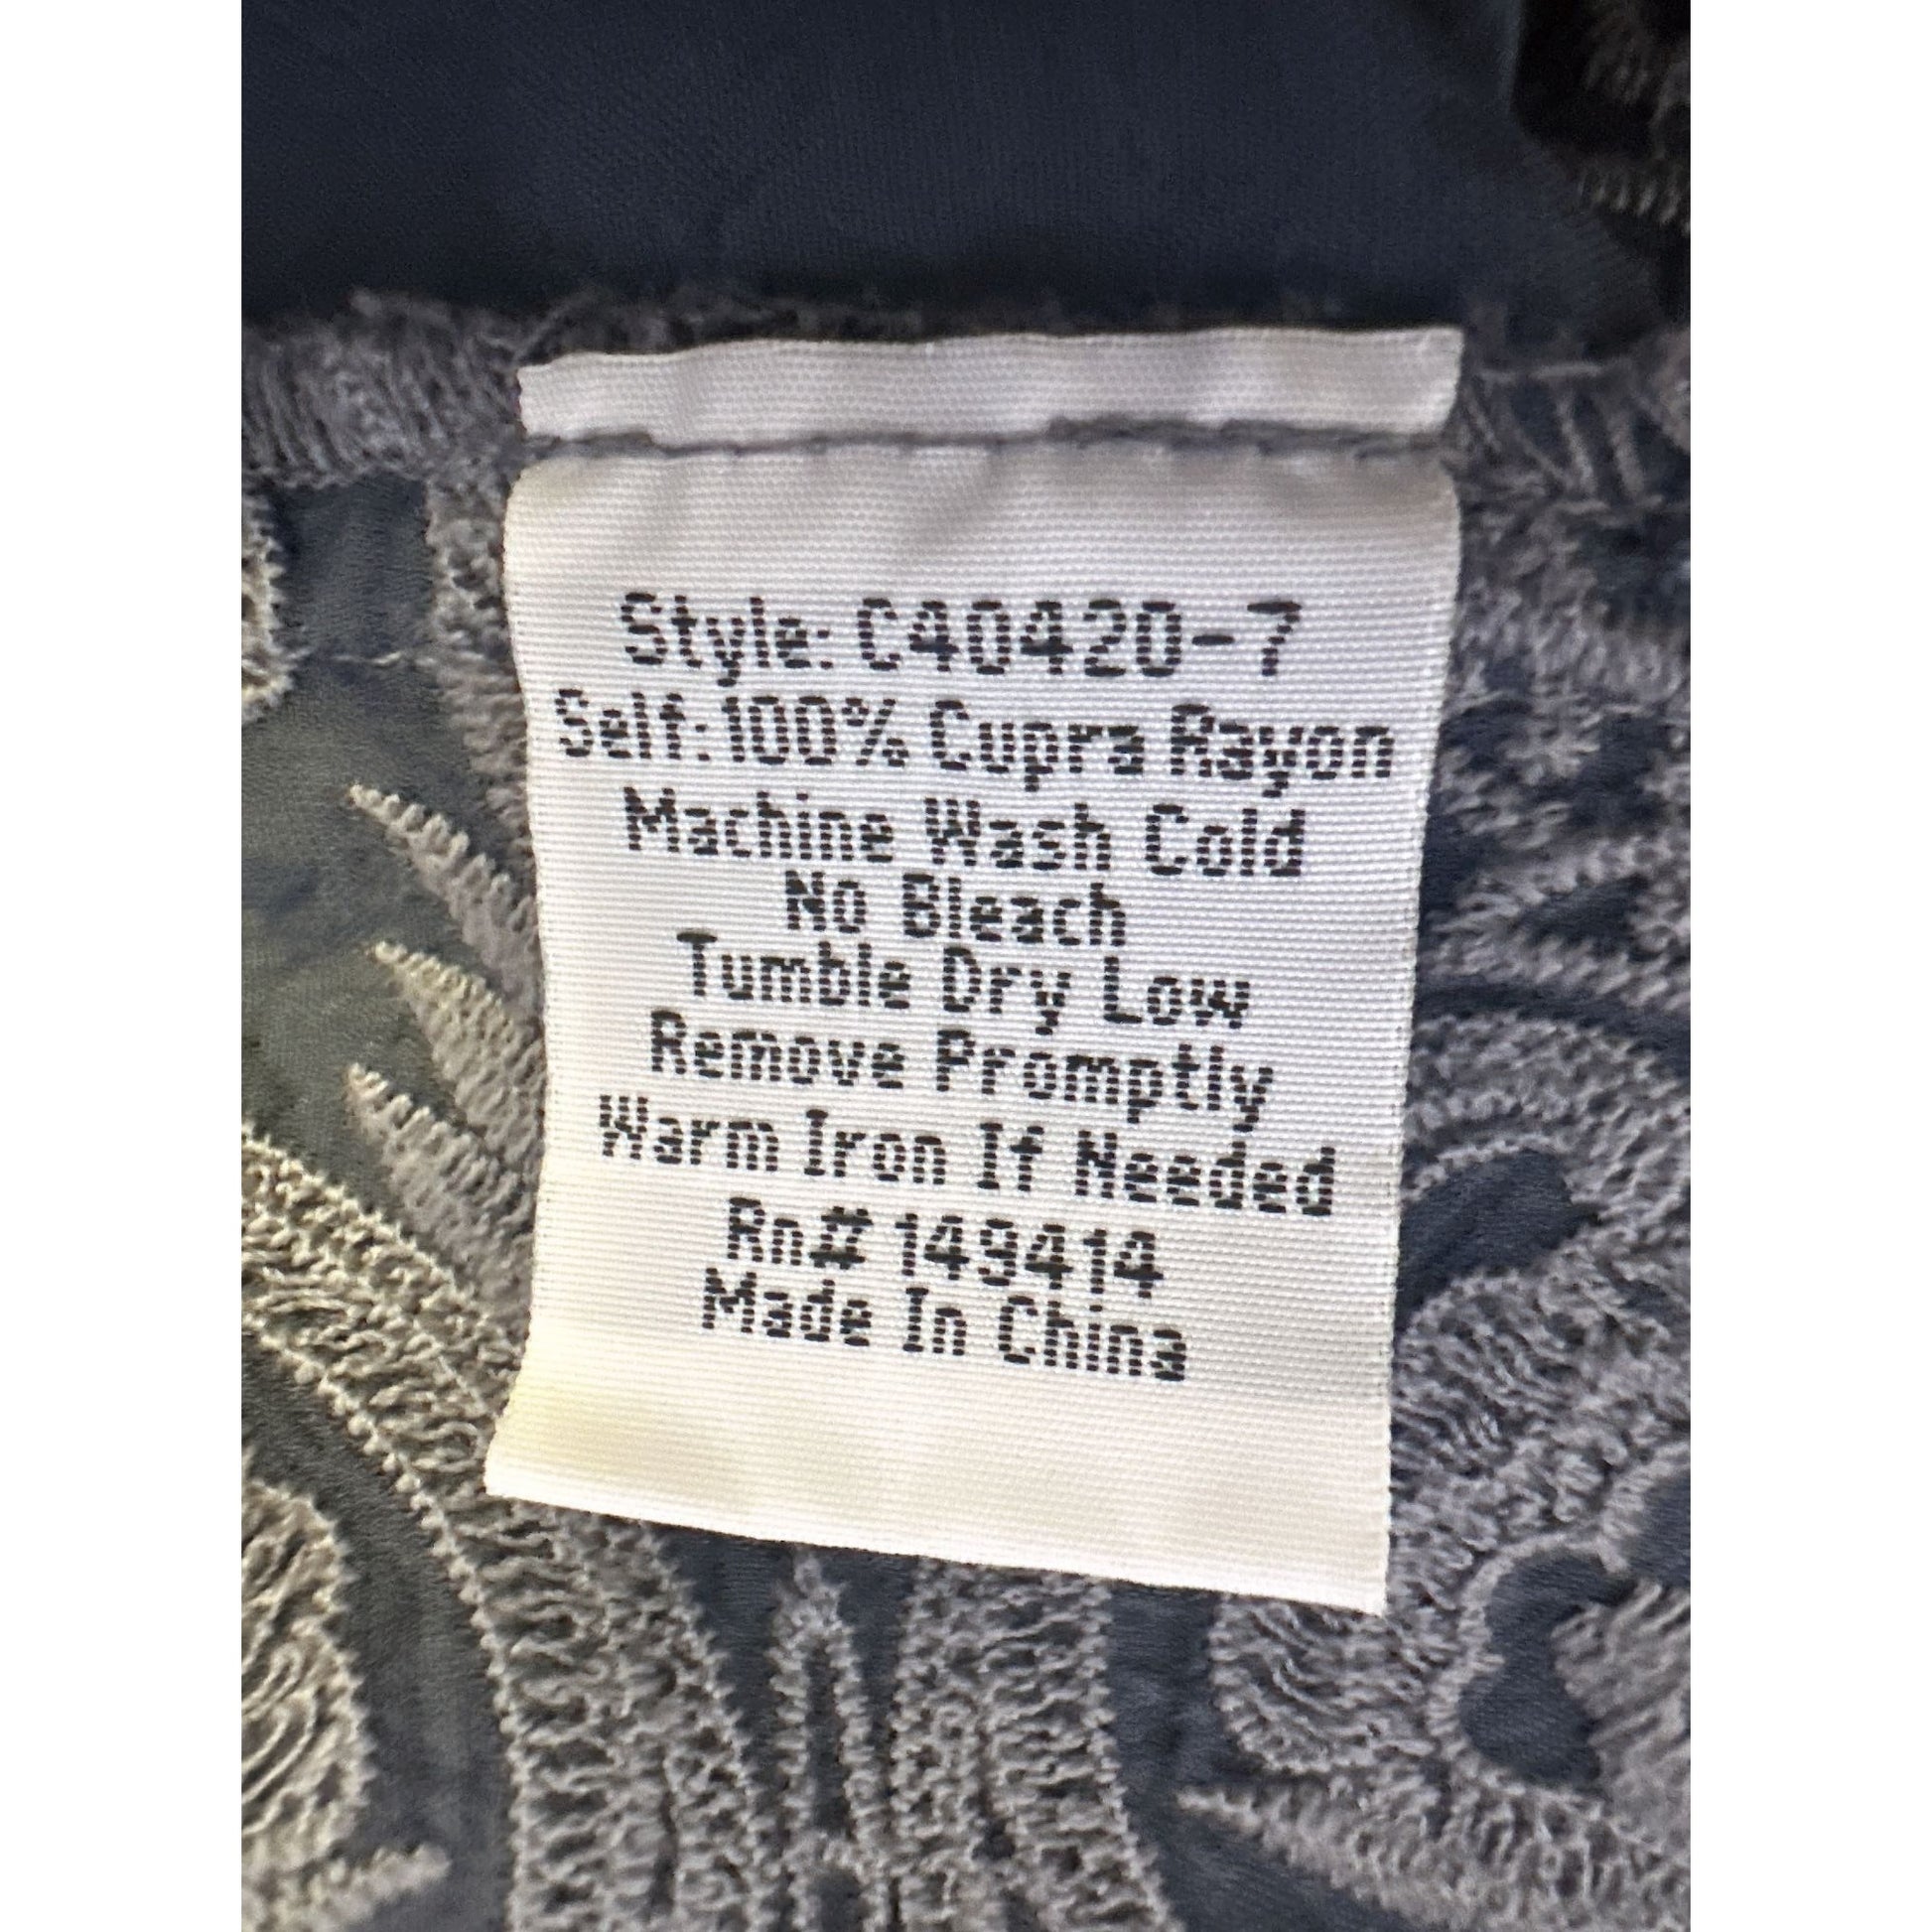 Style: C40420-7
Self:100% Cupra Rayon
Machine Wash Cold
No Bleach
Tumble Dry Low
Remove Promptly
Warm Iron If Needed
Rn# 149414
Made In China